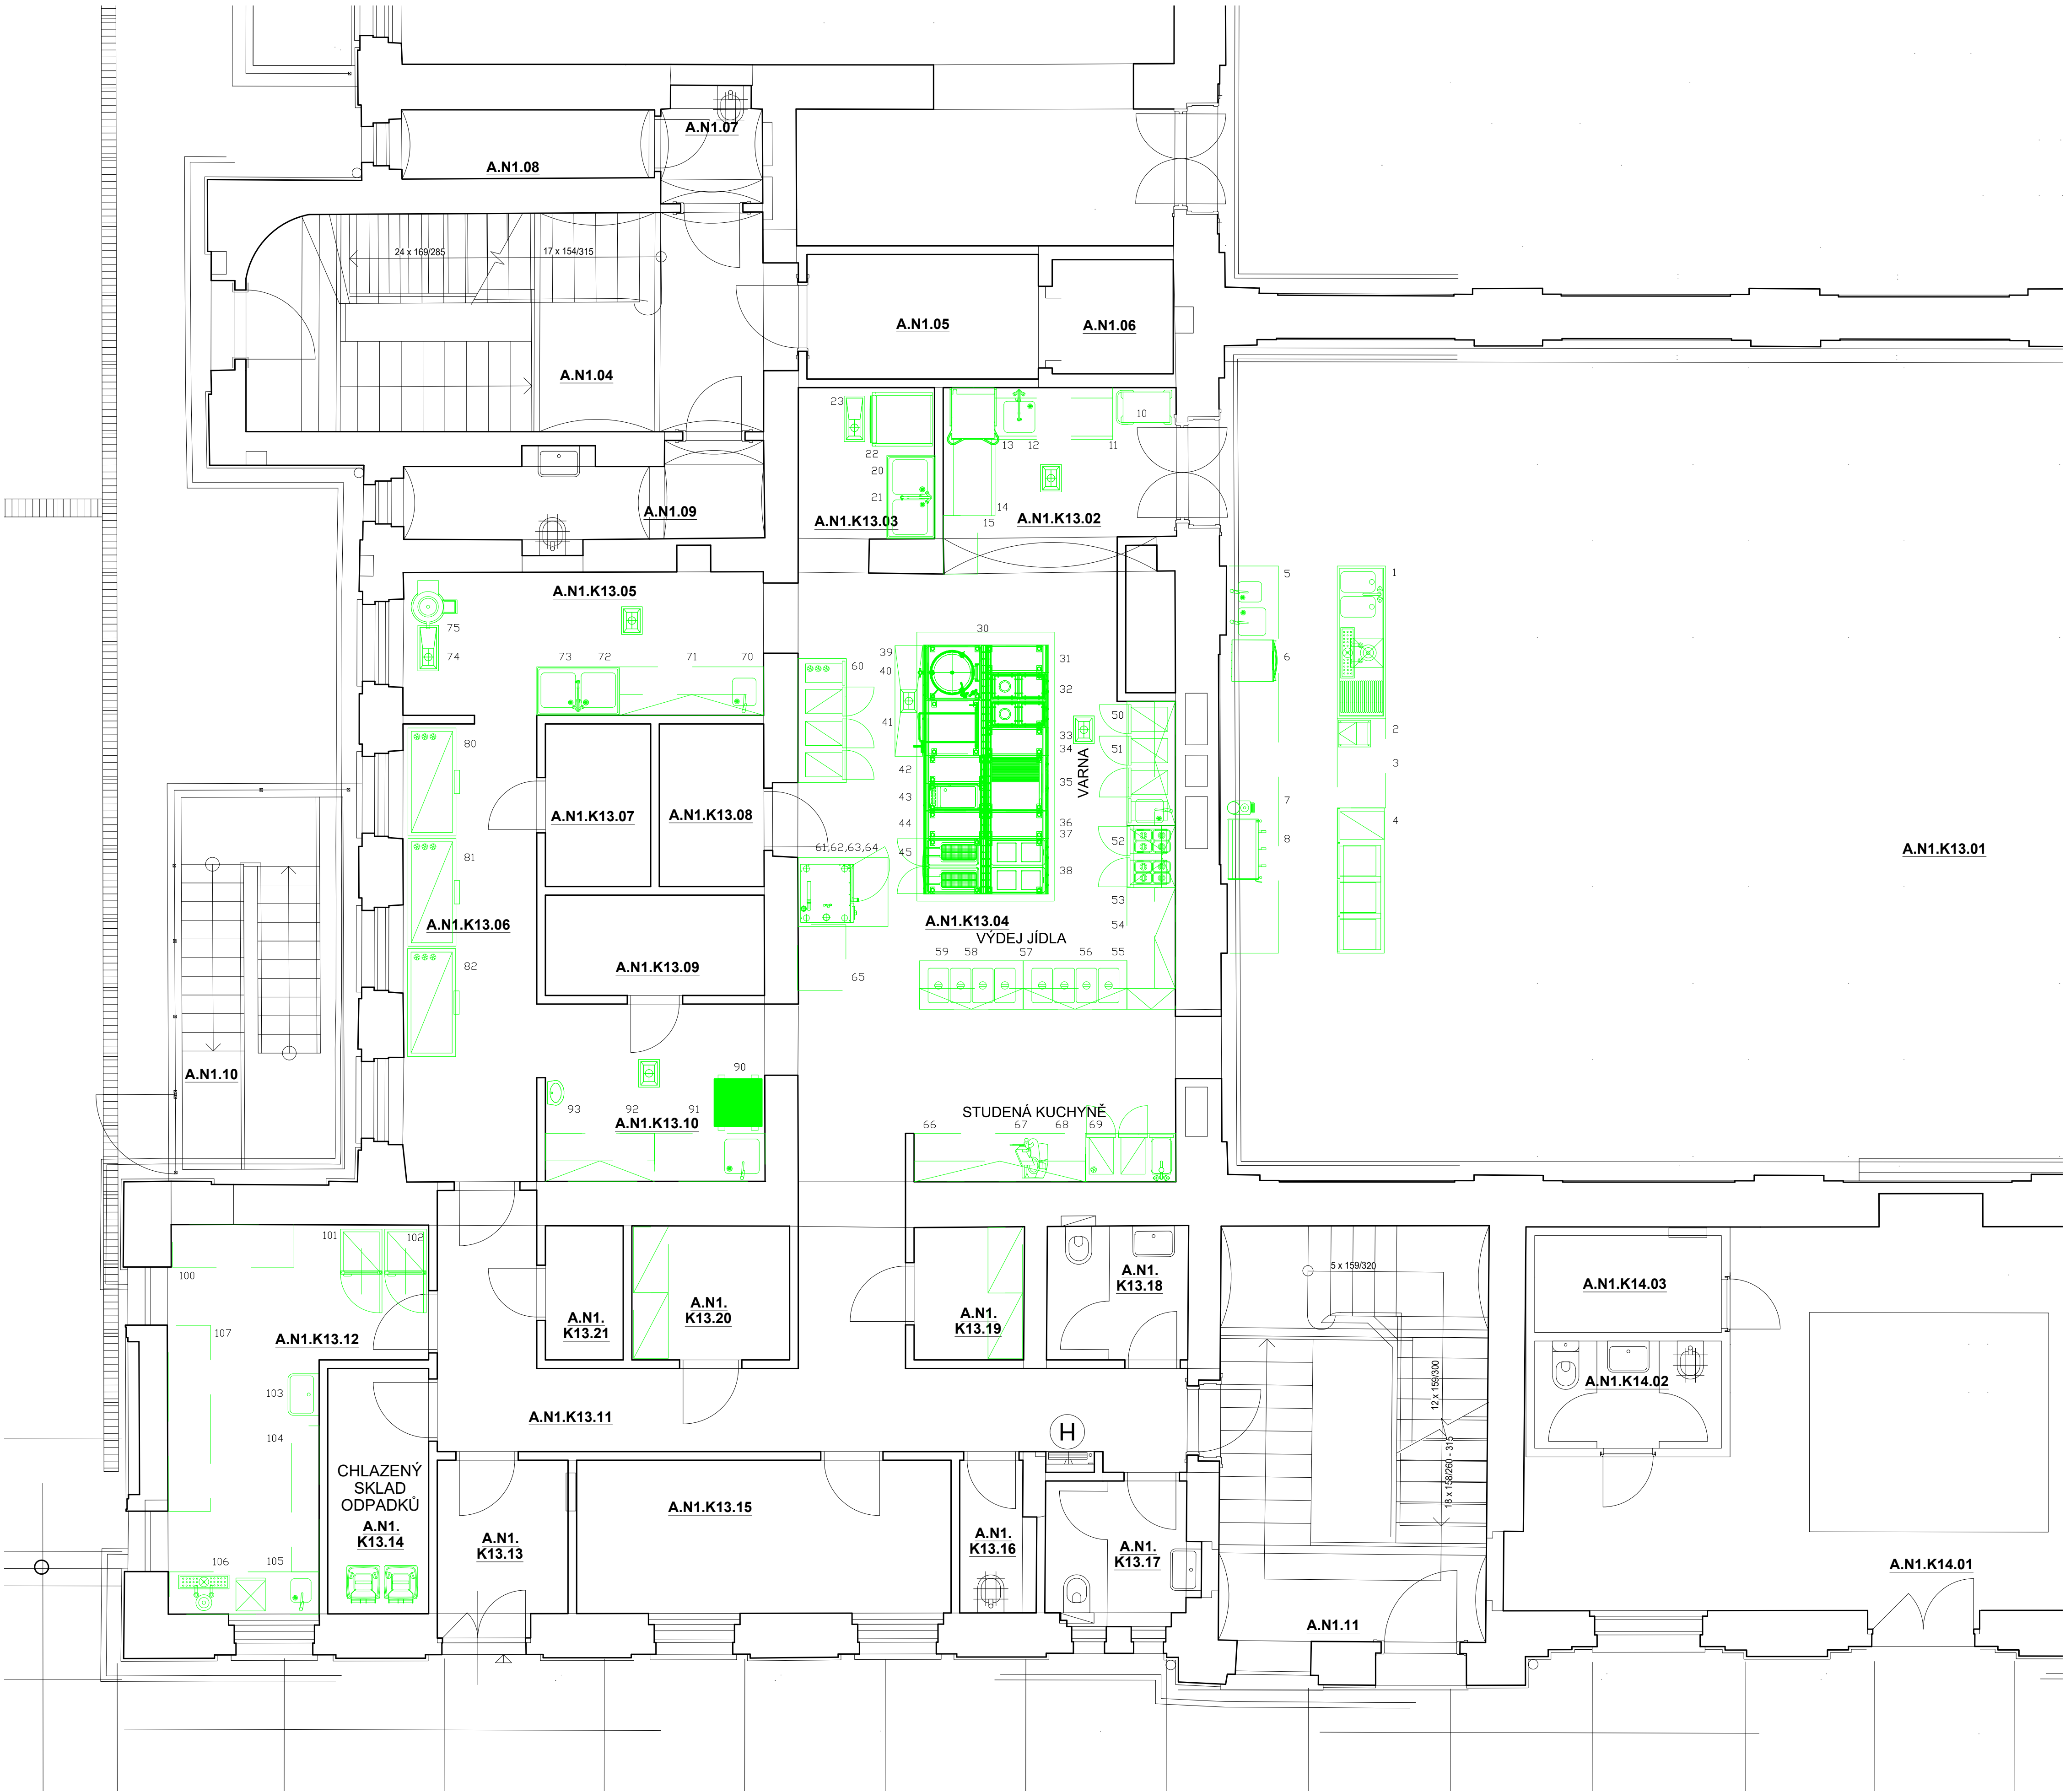 A.N1.07
A.N1.08
24 x 169/285
17 x 154/315
A.N1.05
A.N1.06
A.N1.04
23
10
22
13
12
11
20
21
14
15
A.N1.09
A.N1.K13.03
A.N1.K13.02
5
1
A.N1.K13.05
75
74
73
72
71
70
60
30
39
40
31
32
6
41
50
33
34
51
2
3
80
42
35
VARNA
43
7
A.N1.K13.07
A.N1.K13.08
44
36
37
4
81
61,62,63,64
45
52
8
A.N1.K13.01
38
53
A.N1.K13.06
A.N1.K13.04
54
VÝDEJ JÍDLA
82
A.N1.K13.09
59
58
57
56
55
65
A.N1.10
90
93
92
91
A.N1.K13.10
STUDENÁ KUCHYNĚ
66
67
68
69
101
102
100
5 x 159/320
A.N1.
K13.18
A.N1.K14.03
107
A.N1.K13.12
A.N1.
K13.21
A.N1.
K13.20
A.N1.
K13.19
12 x 159/300
A.N1.K14.02
103
A.N1.K13.11
H
104
CHLAZENÝ
SKLAD
ODPADKŮ
A.N1.
K13.14
18 x 158/260 - 315
A.N1.K13.15
A.N1.
K13.13
A.N1.
K13.16
A.N1.
K13.17
106
105
A.N1.K14.01
A.N1.11